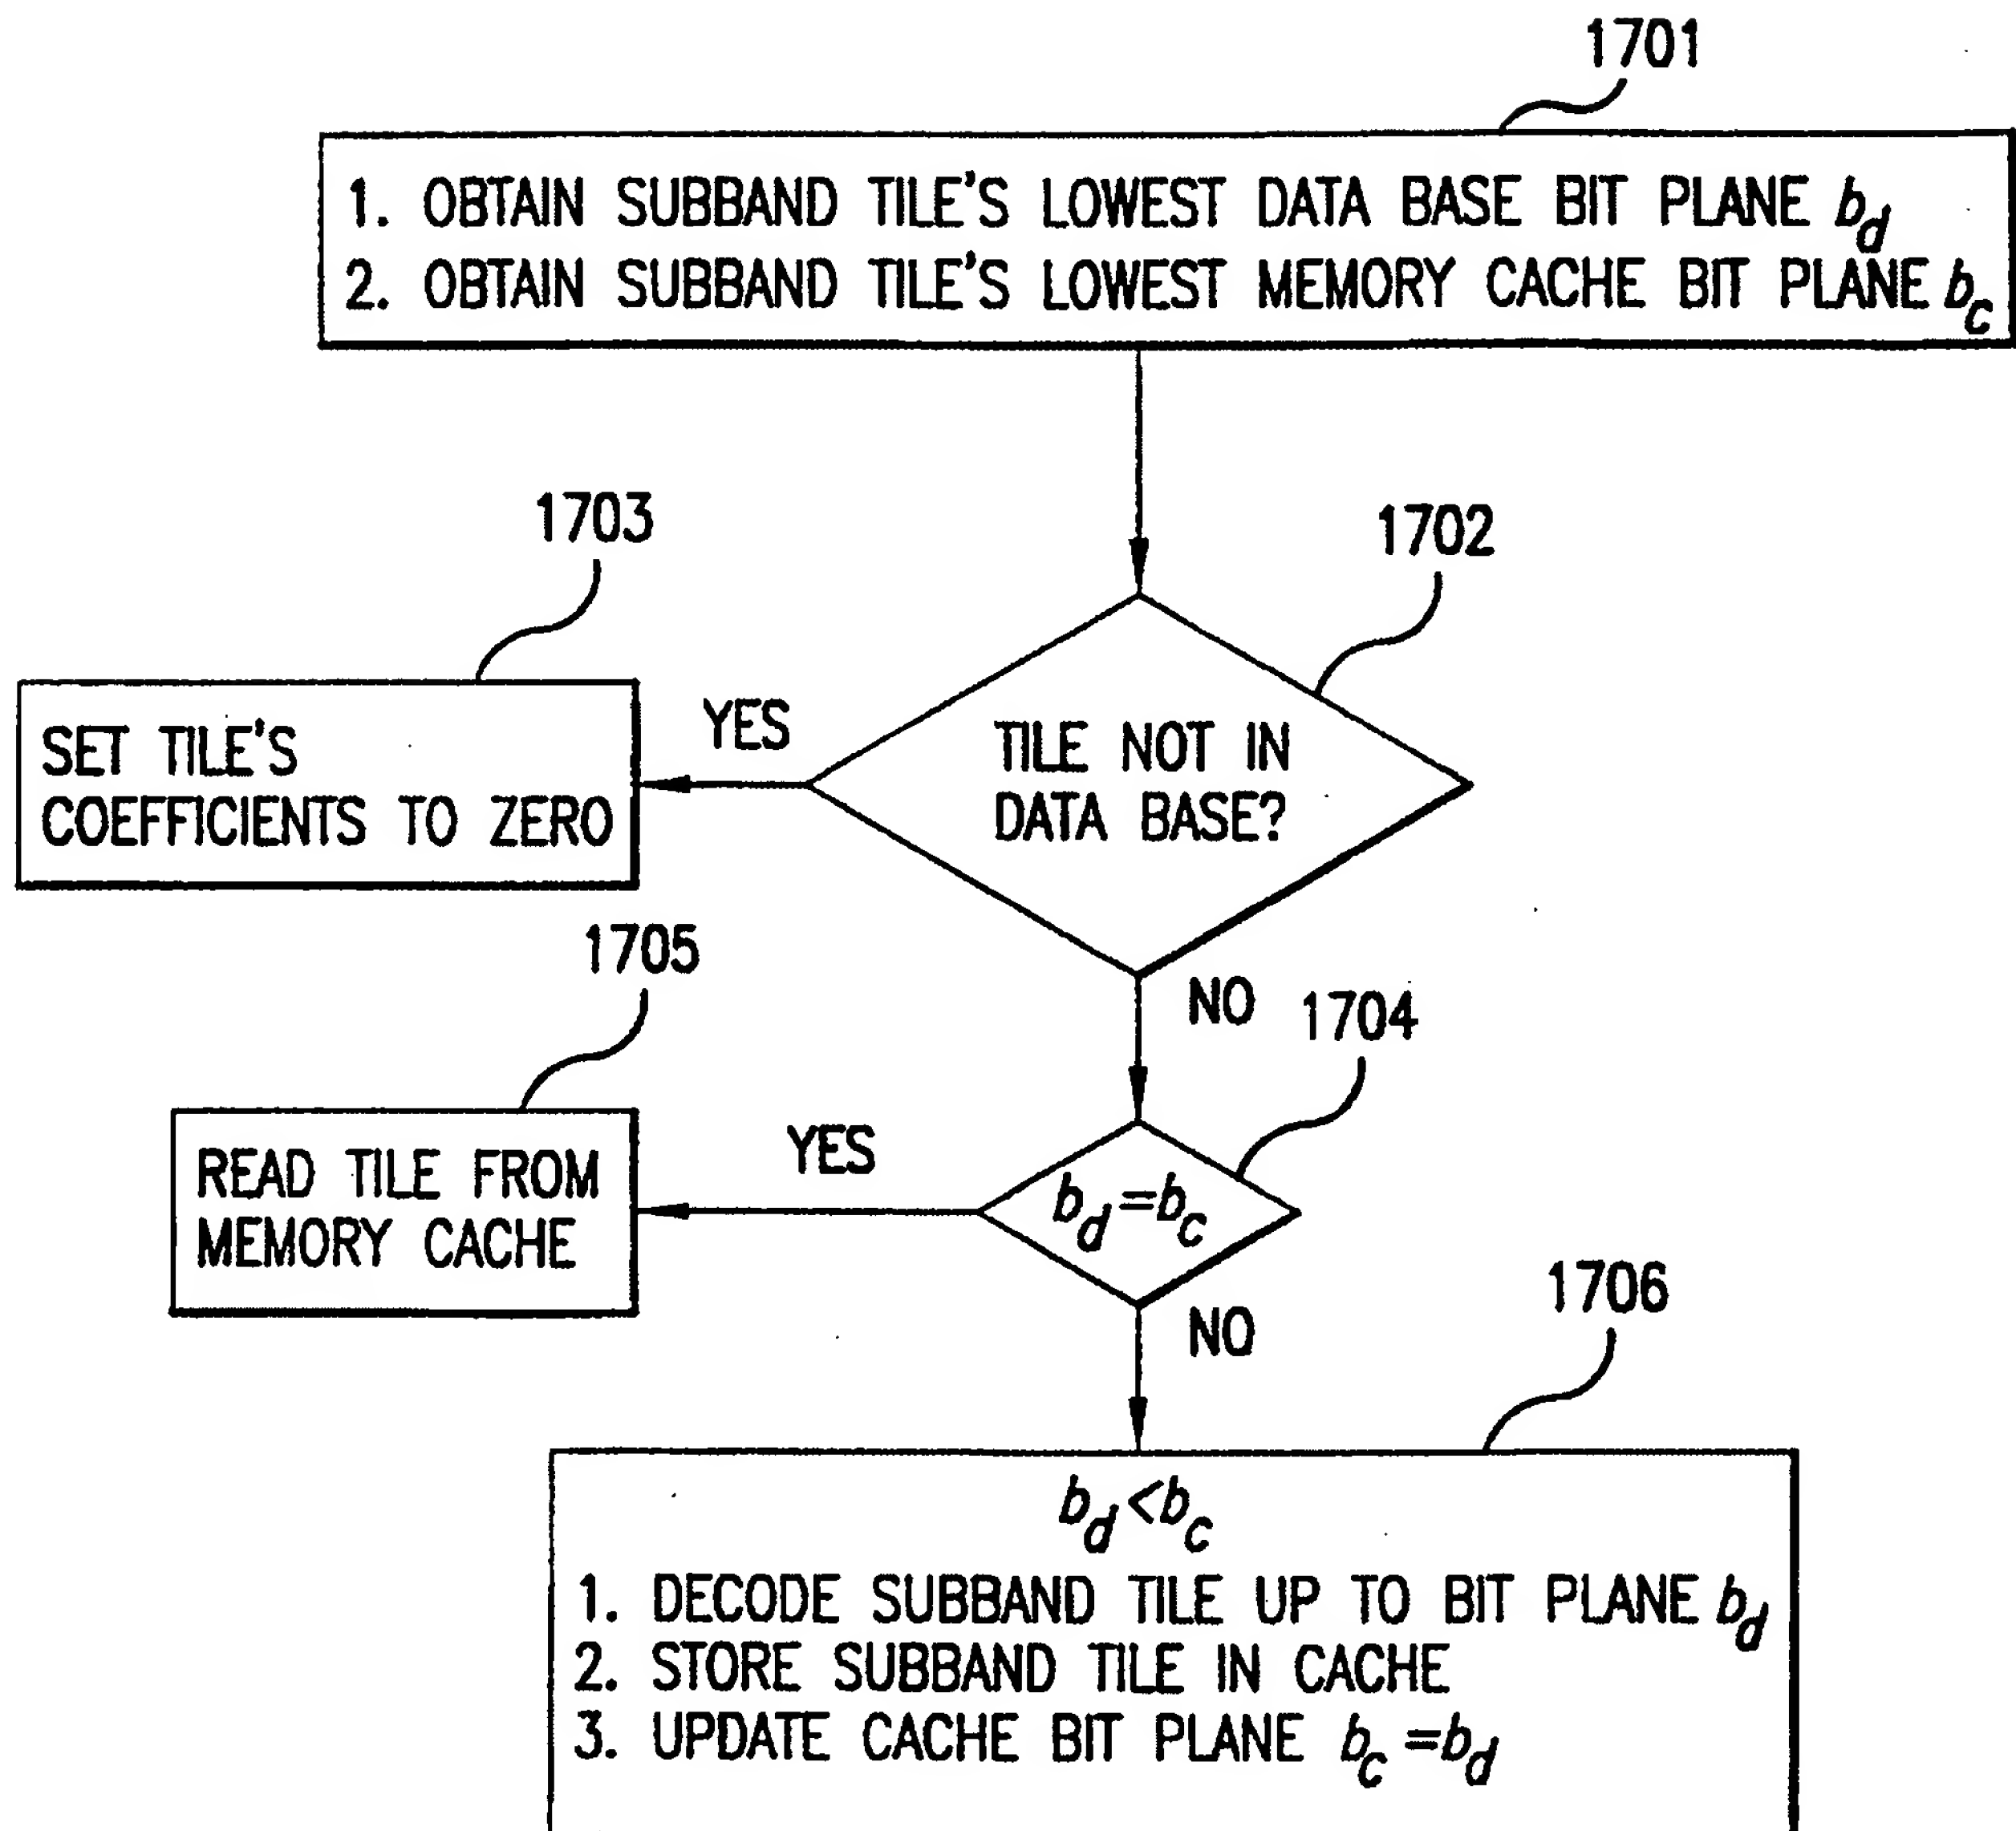 1701
1. OBTAIN SUBBAND TILE'S LOWEST DATA BASE BIT PLANE b_d
2. OBTAIN SUBBAND TILE'S LOWEST MEMORY CACHE BIT PLANE b_c
1703
1702
SET TILE'S
COEFFICIENTS TO ZERO
YES
TILE NOT IN
DATA BASE?
1705
NO
1704
READ TILE FROM
MEMORY CACHE
YES
b_d=b_c
NO
1706
b_d<b_c
1. DECODE SUBBAND TILE UP TO BIT PLANE b_d
2. STORE SUBBAND TILE IN CACHE
3. UPDATE CACHE BIT PLANE b_c=b_d